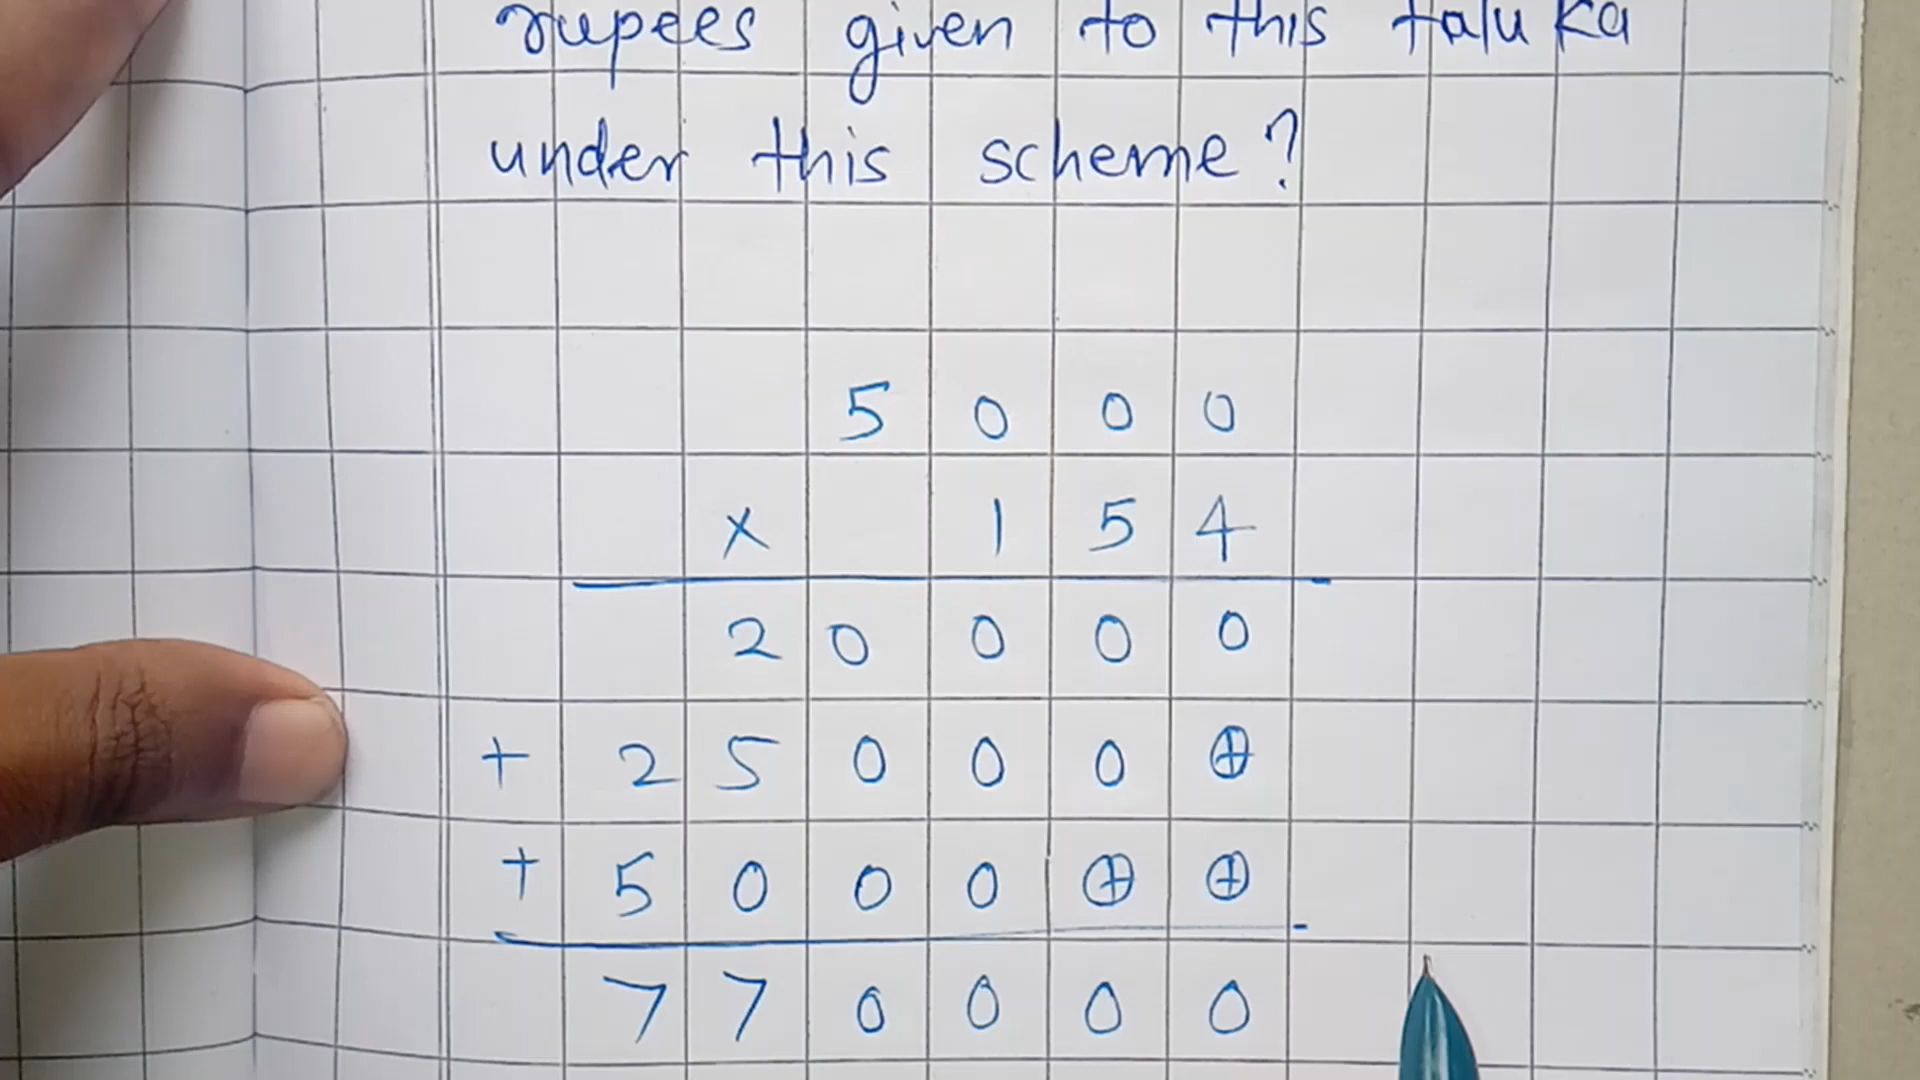 rupees given to this taluka
under this scheme?
5 0 0 0
x 1 5 4
2 0 0 0 0
+ 2 5 0 0 0 ⊕
+ 5 0 0 0 ⊕ ⊕
7 7 0 0 0 0